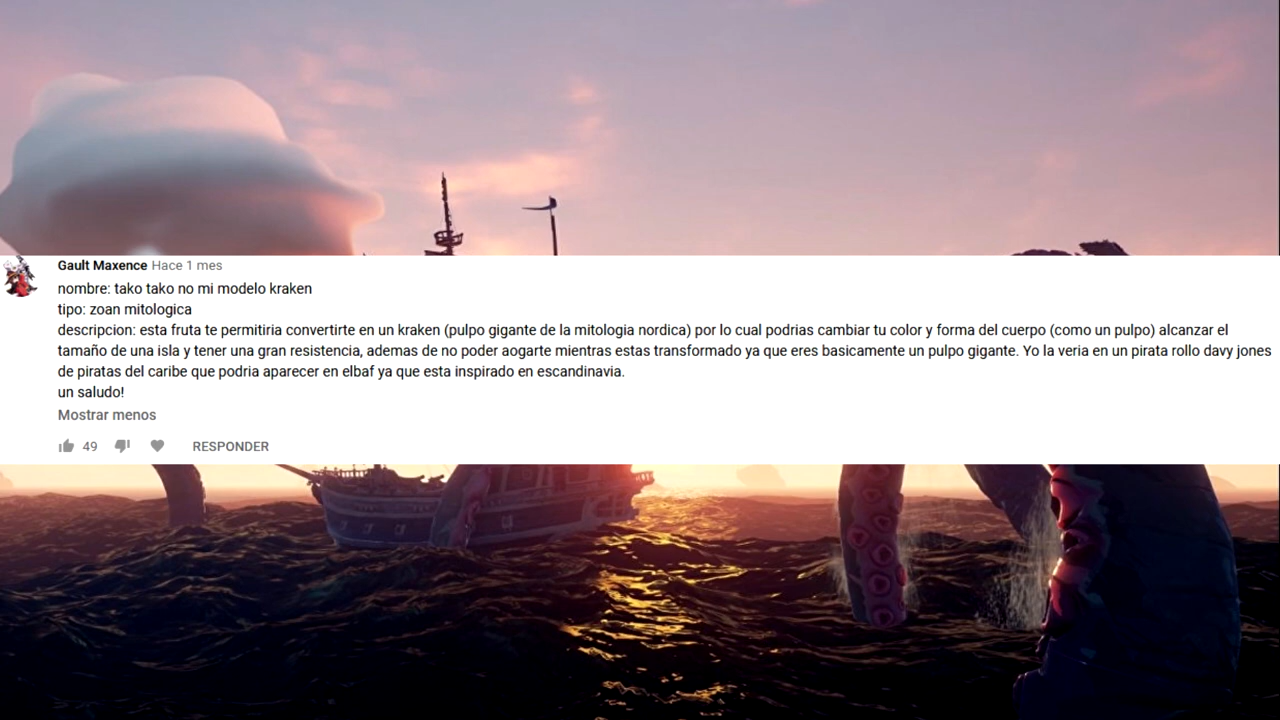 Gault Maxence Hace 1 mes
nombre: tako tako no mi modelo kraken
tipo: zoan mitologica
descripcion: esta fruta te permitiria convertirte en un kraken (pulpo gigante de la mitologia nordica) por lo cual podrias cambiar tu color y forma del cuerpo (como un pulpo) alcanzar el
tamaño de una isla y tener una gran resistencia, ademas de no poder aogarte mientras estas transformado ya que eres basicamente un pulpo gigante. Yo la veria en un pirata rollo davy jones
de piratas del caribe que podria aparecer en elbaf ya que esta inspirado en escandinavia.
un saludo!
Mostrar menos
49 RESPONDER